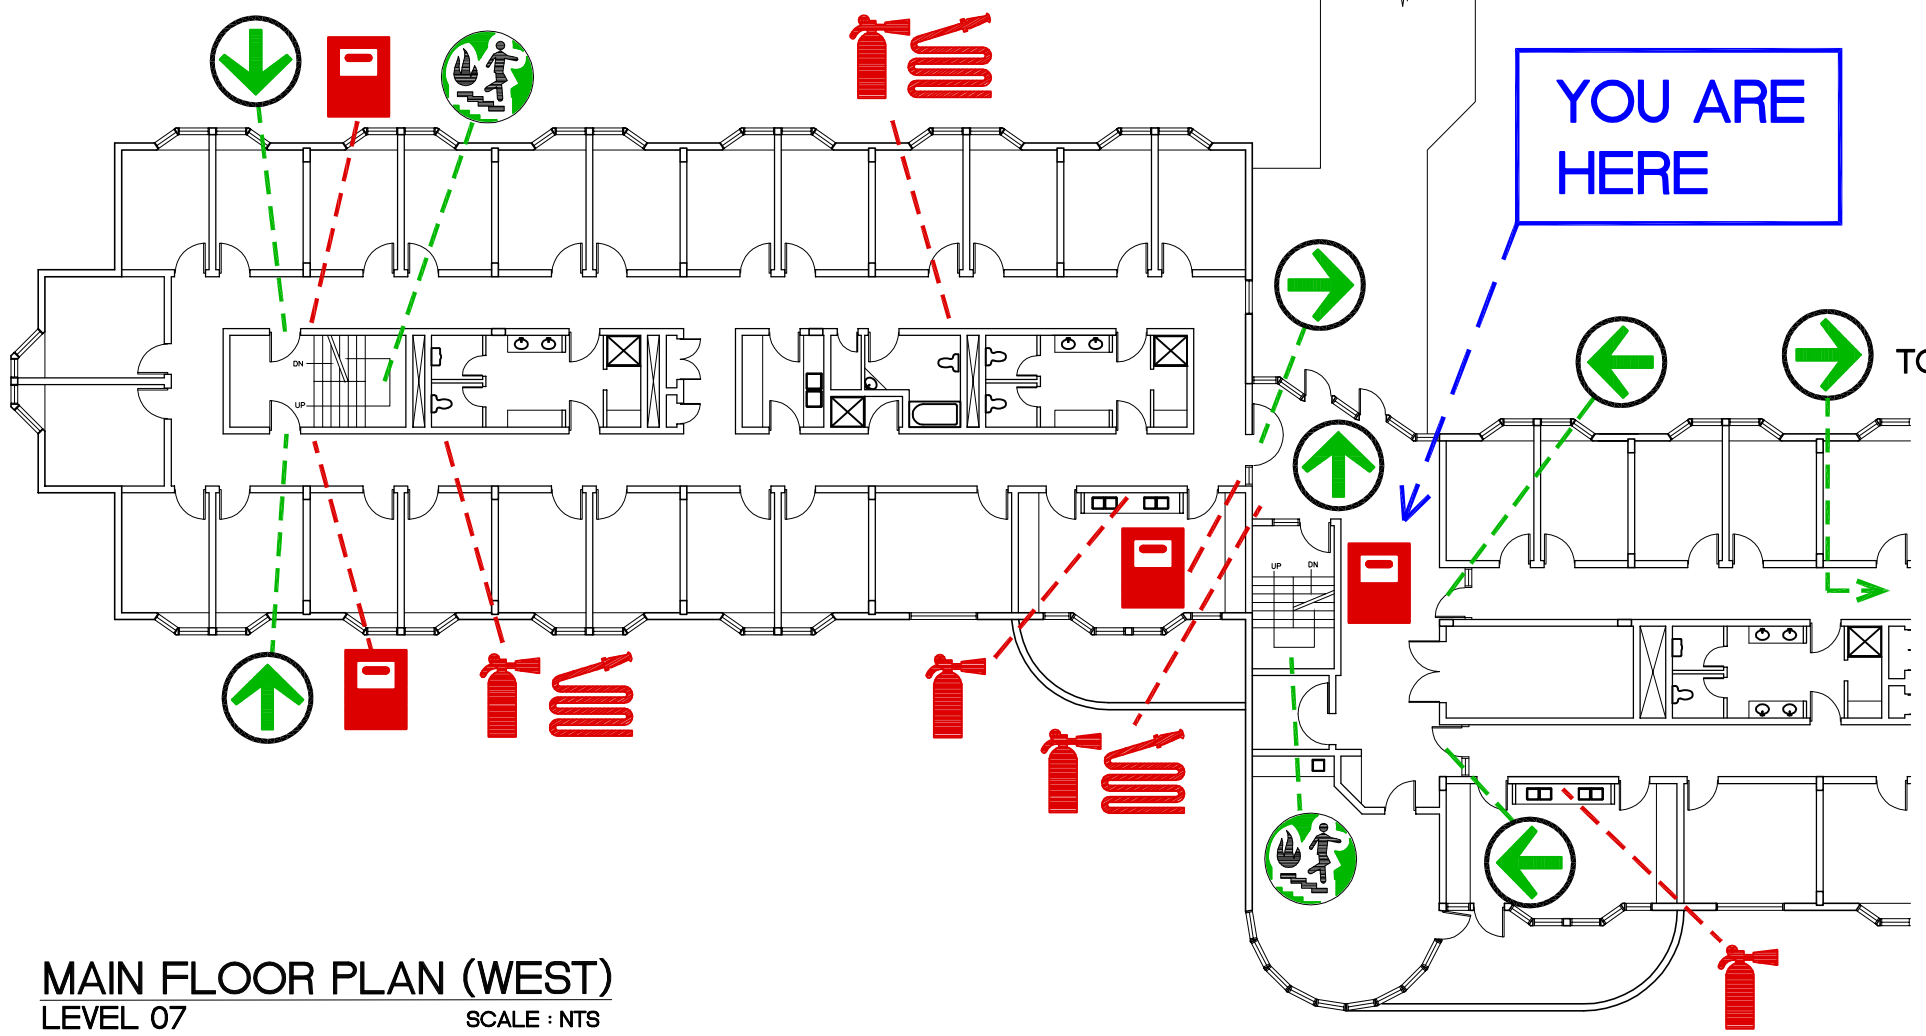 YOU ARE
HERE
DN
UP
UP DN
MAIN FLOOR PLAN (WEST)
LEVEL 07 SCALE : NTS